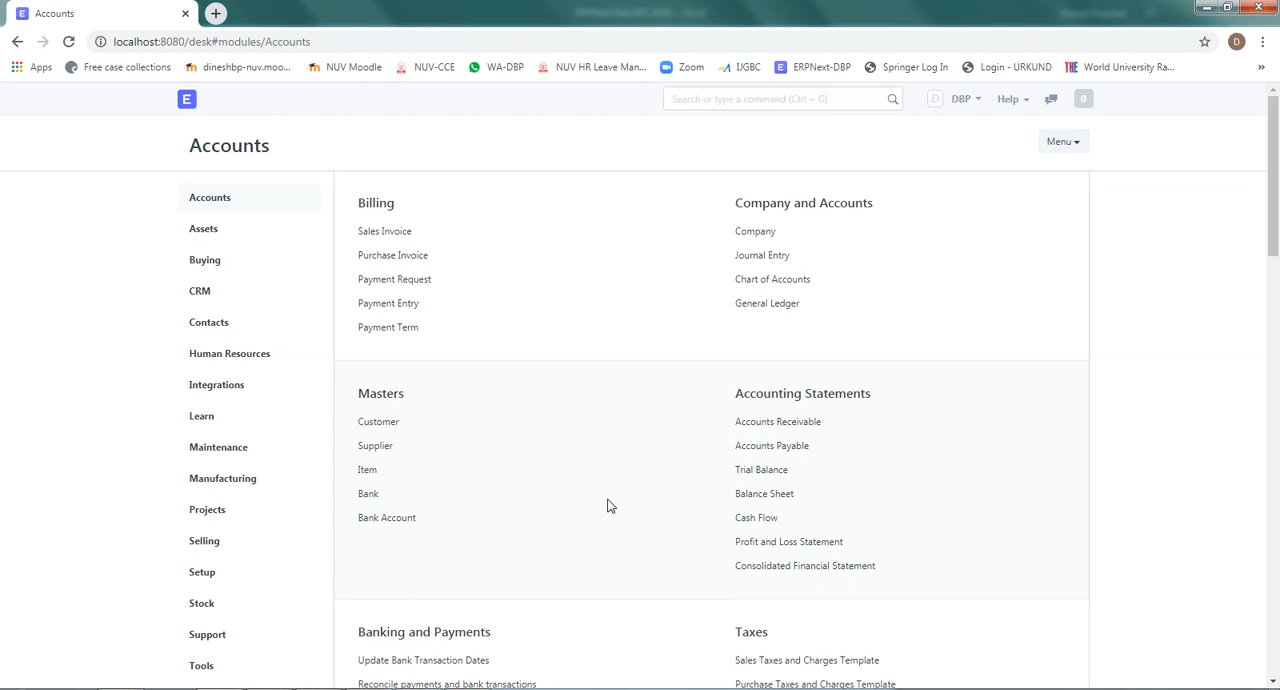 Accounts
localhost:8080/desk#modules/Accounts
Apps Free case collections dineshbp-nuv.moo... NUV Moodle NUV-CCE WA-DBP NUV HR Leave Man... Zoom IJGBC ERPNext-DBP Springer Log In Login - URKUND THE World University Ra... »
E Search or type a command (Ctrl + G) D DBP Help 0
Accounts Menu
Accounts
Assets
Buying
CRM
Contacts
Human Resources
Integrations
Learn
Maintenance
Manufacturing
Projects
Selling
Setup
Stock
Support
Tools
Billing
Sales Invoice
Purchase Invoice
Payment Request
Payment Entry
Payment Term
Company and Accounts
Company
Journal Entry
Chart of Accounts
General Ledger
Masters
Customer
Supplier
Item
Bank
Bank Account
Accounting Statements
Accounts Receivable
Accounts Payable
Trial Balance
Balance Sheet
Cash Flow
Profit and Loss Statement
Consolidated Financial Statement
Banking and Payments
Update Bank Transaction Dates
Reconcile payments and bank transactions
Taxes
Sales Taxes and Charges Template
Purchase Taxes and Charges Template